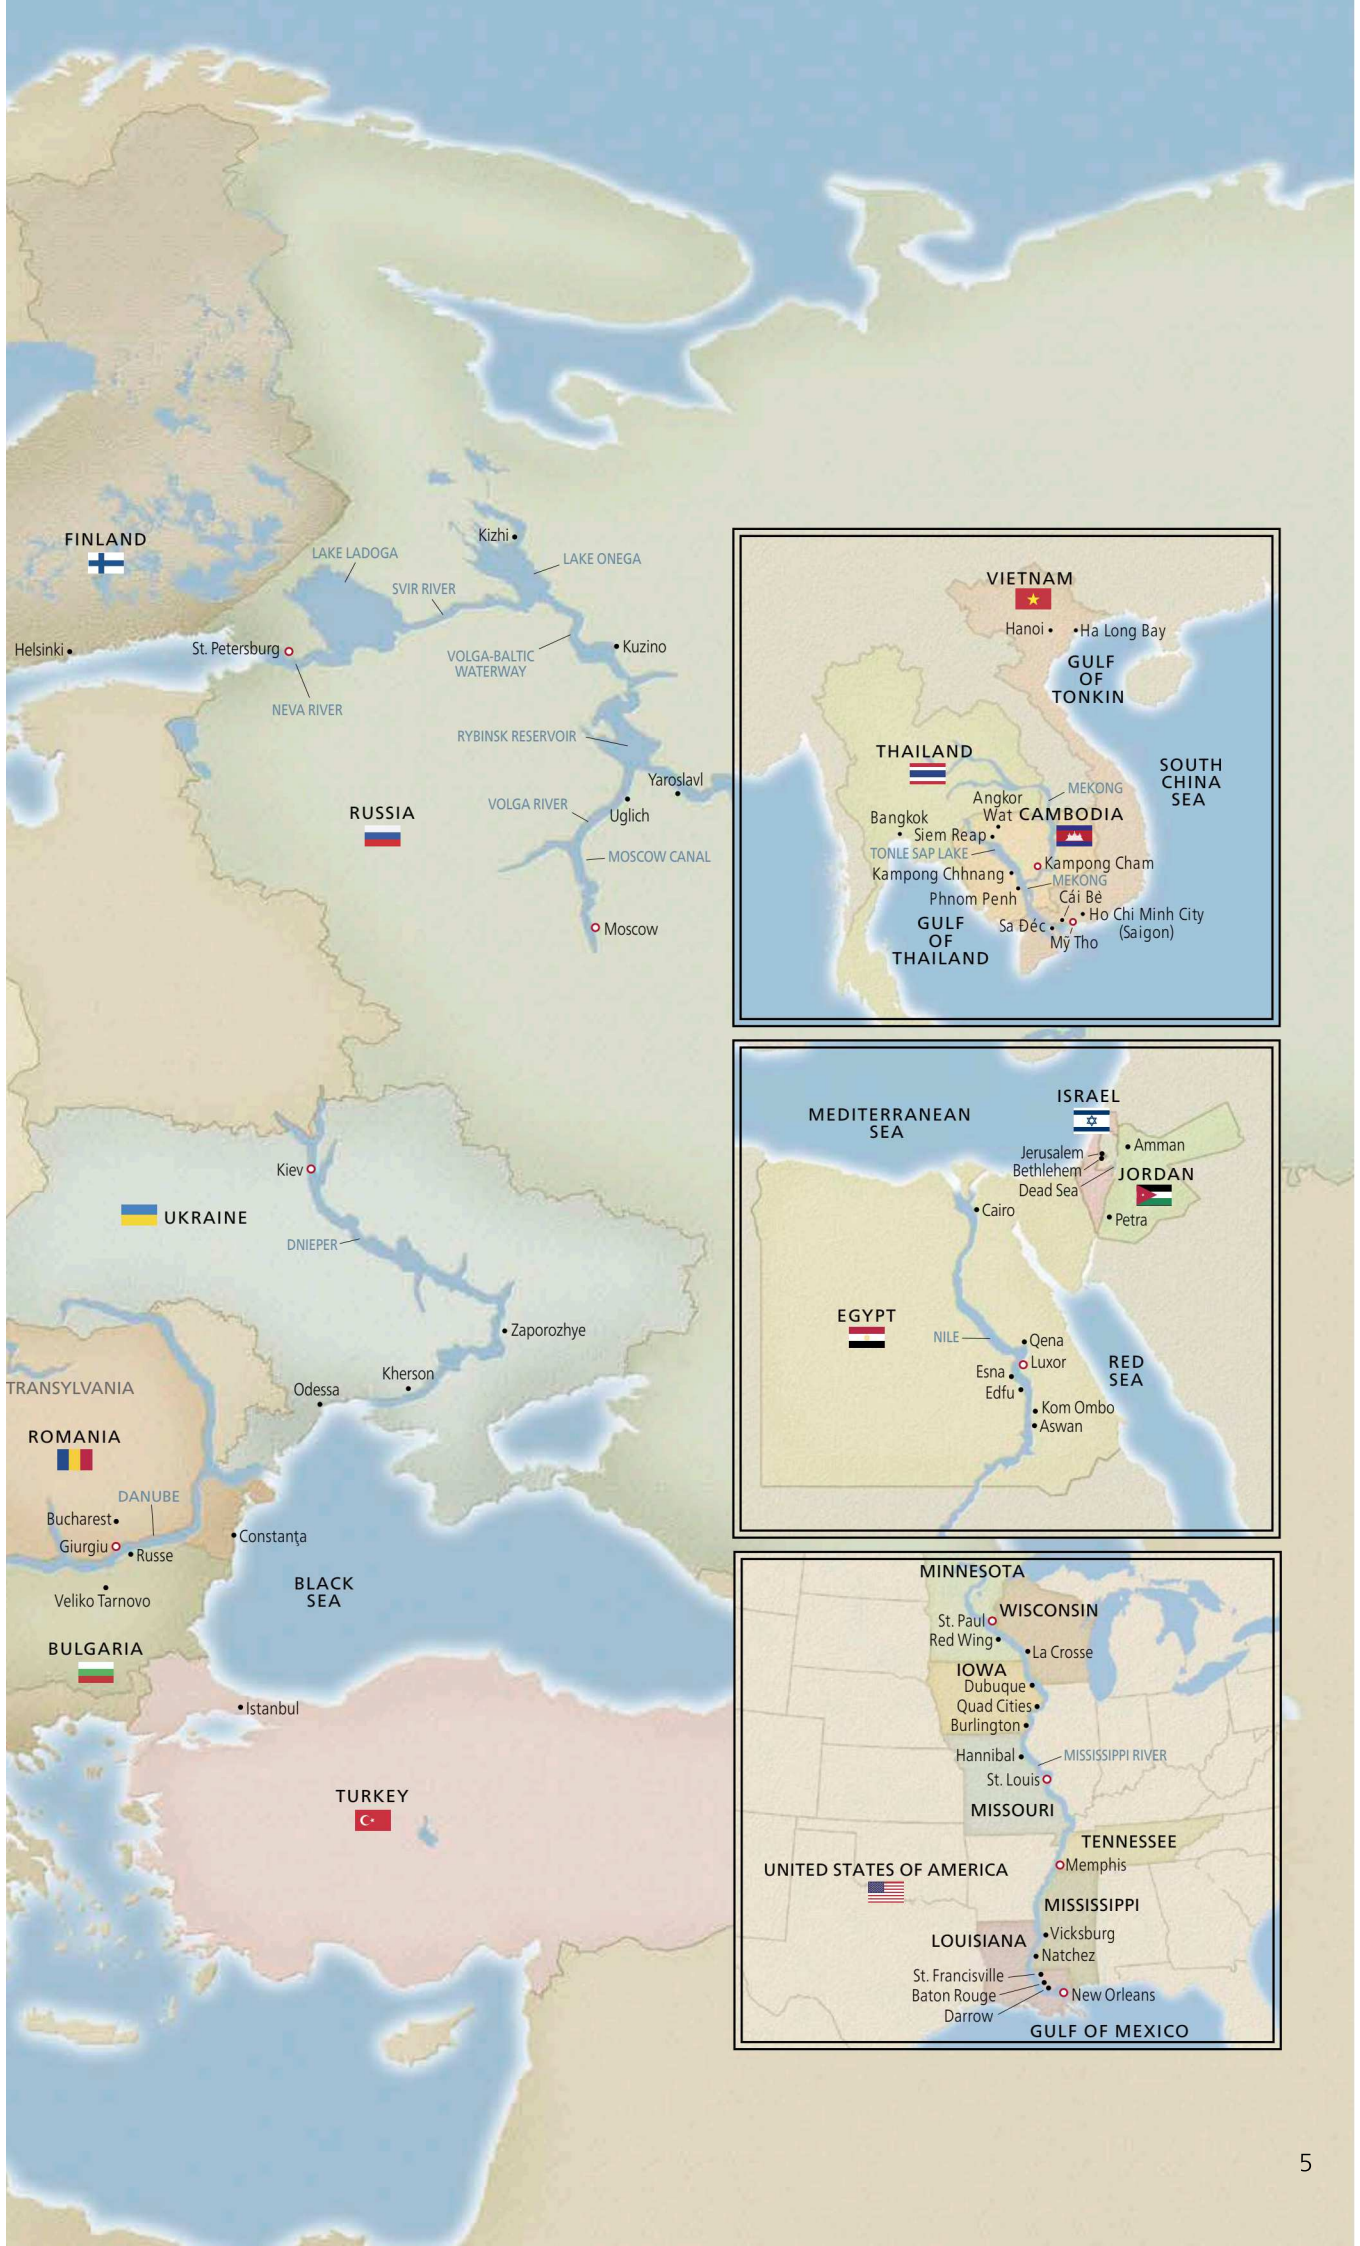 FINLAND
Helsinki
LAKE LADOGA
Kizhi
LAKE ONEGA
SVIR RIVER
St. Petersburg
NEVA RIVER
VOLGA-BALTIC
WATERWAY
Kuzino
RYBINSK RESERVOIR
Yaroslavl
VOLGA RIVER
Uglich
RUSSIA
MOSCOW CANAL
Moscow
Kiev
UKRAINE
DNIEPER
Zaporozhye
Kherson
Odessa
TRANSYLVANIA
ROMANIA
DANUBE
Bucharest
Giurgiu
Russe
Constanţa
Veliko Tarnovo
BLACK
SEA
BULGARIA
Istanbul
TURKEY
VIETNAM
Hanoi
Ha Long Bay
GULF
OF
TONKIN
THAILAND
SOUTH
CHINA
SEA
MEKONG
Angkor
Wat
CAMBODIA
Bangkok
Siem Reap
TONLE SAP LAKE
Kampong Cham
Kampong Chhnang
MEKONG
Phnom Penh
Cái Bè
Ho Chi Minh City
(Saigon)
Sa Déc
Mỹ Tho
GULF
OF
THAILAND
MEDITERRANEAN
SEA
ISRAEL
Amman
Jerusalem
Bethlehem
Dead Sea
JORDAN
Petra
Cairo
EGYPT
NILE
Qena
Luxor
Esna
Edfu
Kom Ombo
Aswan
RED
SEA
MINNESOTA
St. Paul
WISCONSIN
Red Wing
La Crosse
IOWA
Dubuque
Quad Cities
Burlington
Hannibal
MISSISSIPPI RIVER
St. Louis
MISSOURI
TENNESSEE
Memphis
UNITED STATES OF AMERICA
MISSISSIPPI
Vicksburg
LOUISIANA
Natchez
St. Francisville
Baton Rouge
New Orleans
Darrow
GULF OF MEXICO
5